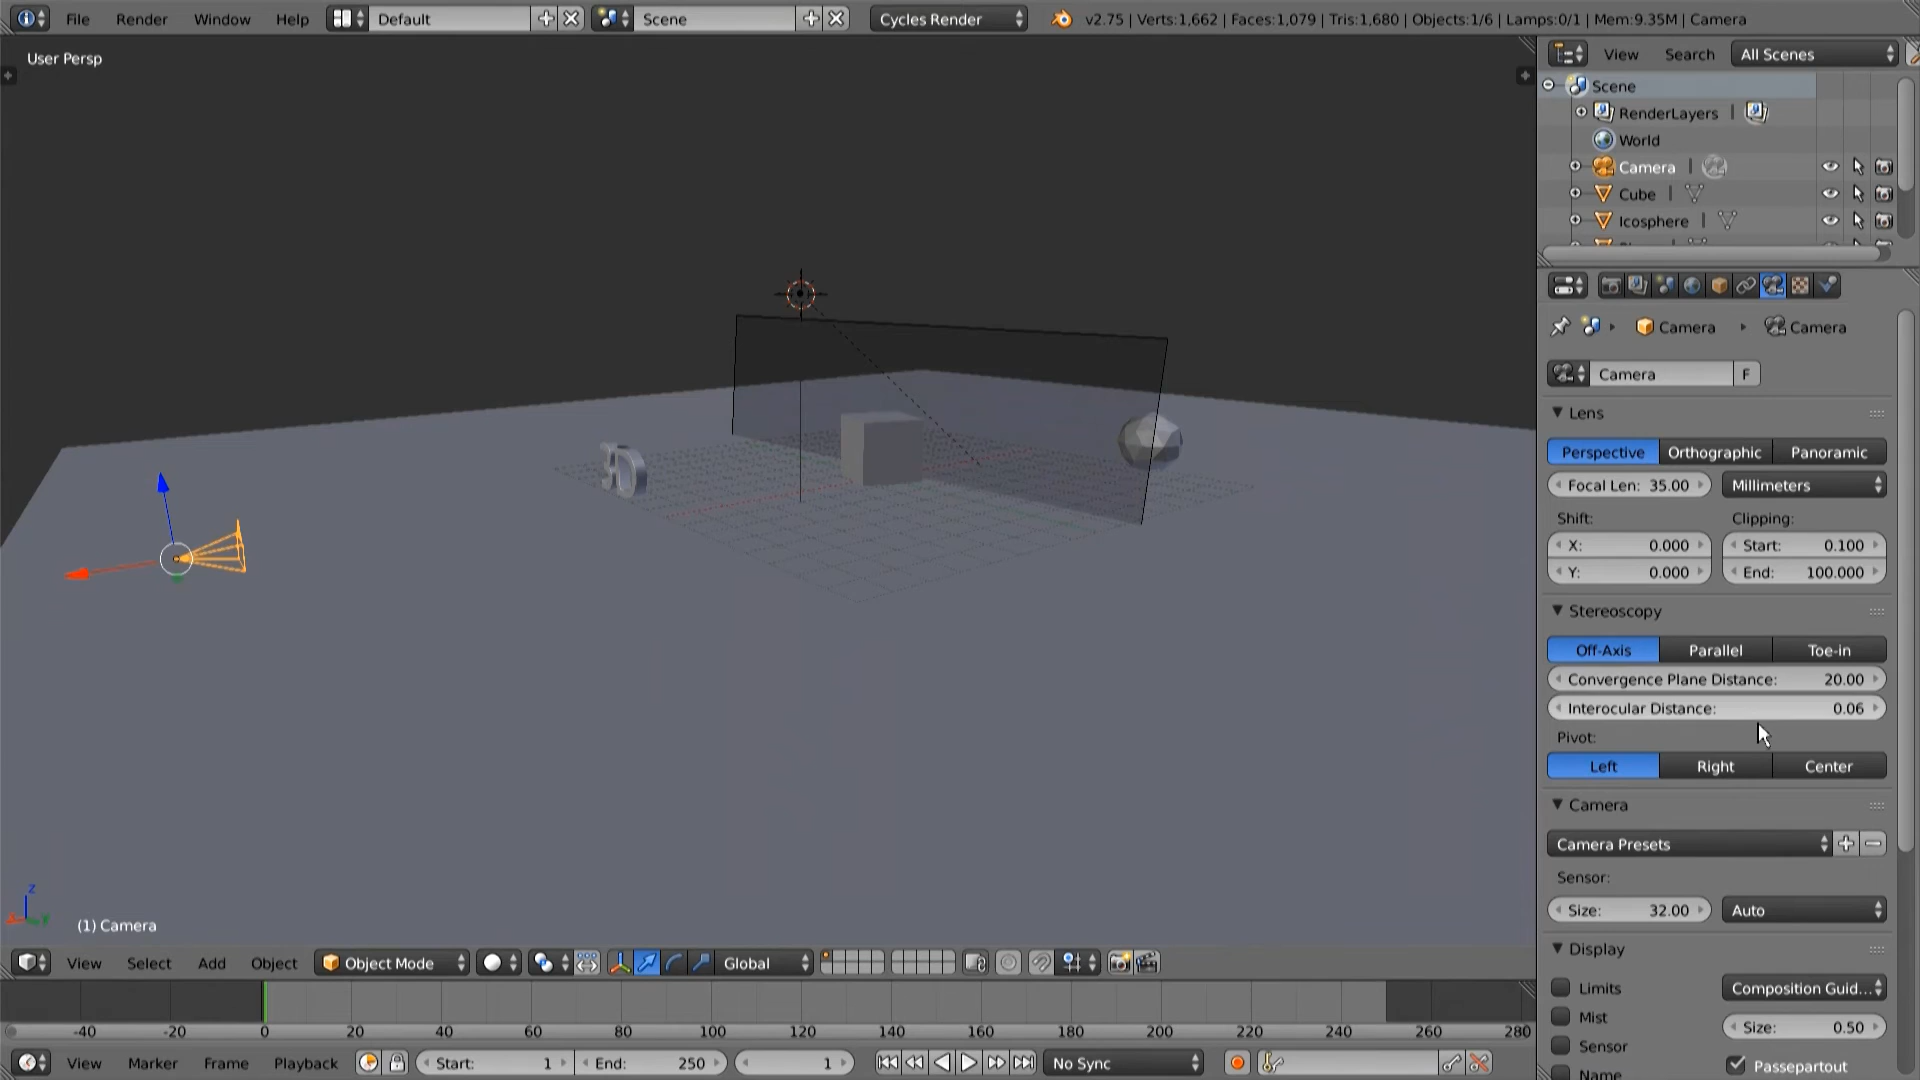 File Render Window Help Default Scene Cycles Render v2.75 | Verts:1,662 | Faces:1,079 | Tris:1,680 | Objects:1/6 | Lamps:0/1 | Mem:9.35M | Camera
User Persp
View Search All Scenes
Scene
RenderLayers |
World
Camera |
Cube |
Icosphere |
Camera Camera
Camera F
Lens
Perspective Orthographic Panoramic
Focal Len: 35.00 Millimeters
Shift: Clipping:
X: 0.000 Start: 0.100
Y: 0.000 End: 100.000
Stereoscopy
Off-Axis Parallel Toe-in
Convergence Plane Distance: 20.00
Interocular Distance: 0.06
Pivot:
Left Right Center
Camera
Camera Presets
Sensor:
Size: 32.00 Auto
Display
Limits Composition Guid...
Mist
Size: 0.50
Sensor
Passepartout
Name
3D
z
x y
(1) Camera
View Select Add Object Object Mode Global
-40 -20 0 20 40 60 80 100 120 140 160 180 200 220 240 260 280
View Marker Frame Playback Start: 1 End: 250 1 No Sync